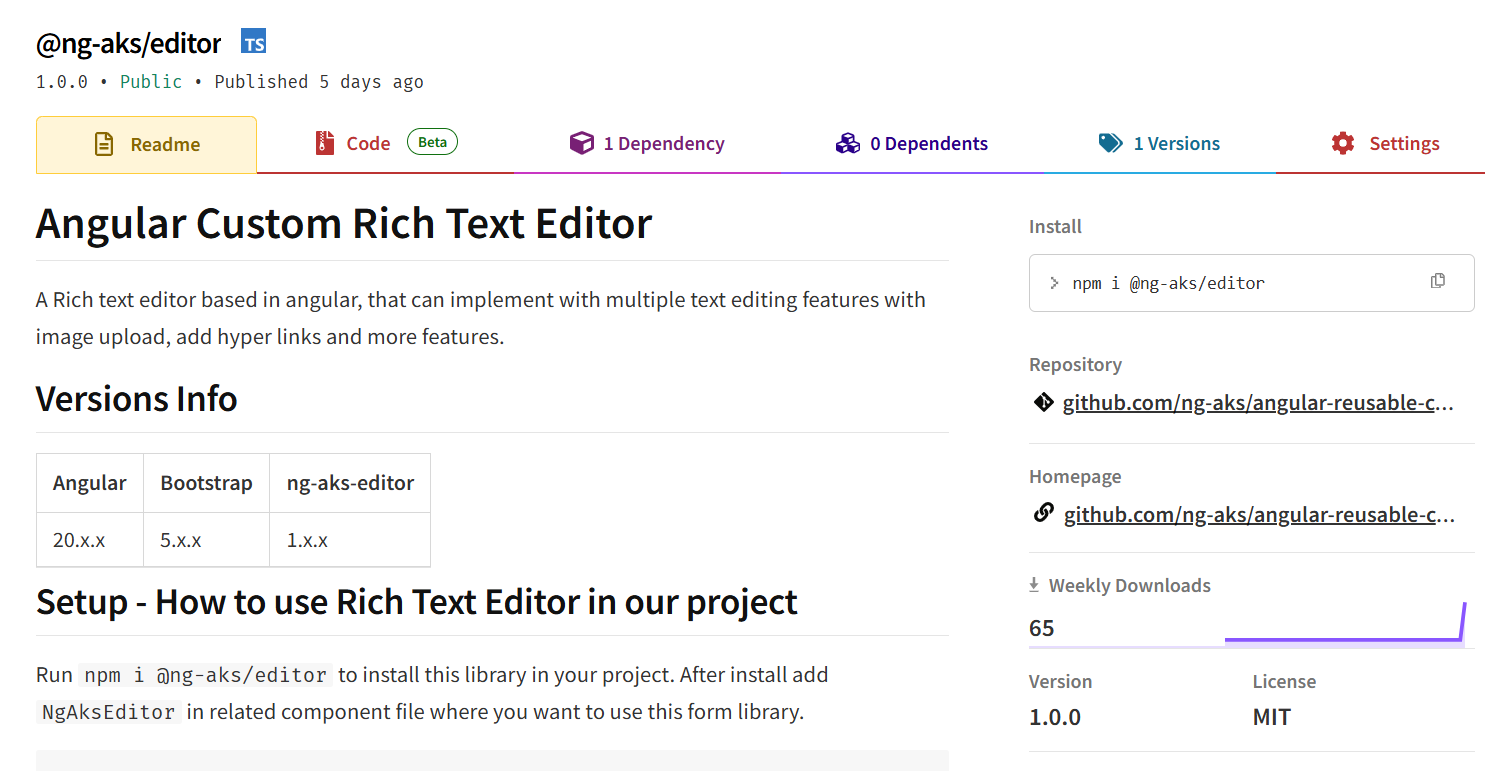 @ng-aks/editor TS
1.0.0 • Public • Published 5 days ago
Readme
Code Beta
1 Dependency
0 Dependents
1 Versions
Settings
Angular Custom Rich Text Editor
A Rich text editor based in angular, that can implement with multiple text editing features with
image upload, add hyper links and more features.
Versions Info
Angular Bootstrap ng-aks-editor
20.x.x 5.x.x 1.x.x
Setup - How to use Rich Text Editor in our project
Run npm i @ng-aks/editor to install this library in your project. After install add
NgAksEditor in related component file where you want to use this form library.
Install
> npm i @ng-aks/editor
Repository
github.com/ng-aks/angular-reusable-c...
Homepage
github.com/ng-aks/angular-reusable-c...
Weekly Downloads
65
Version License
1.0.0 MIT